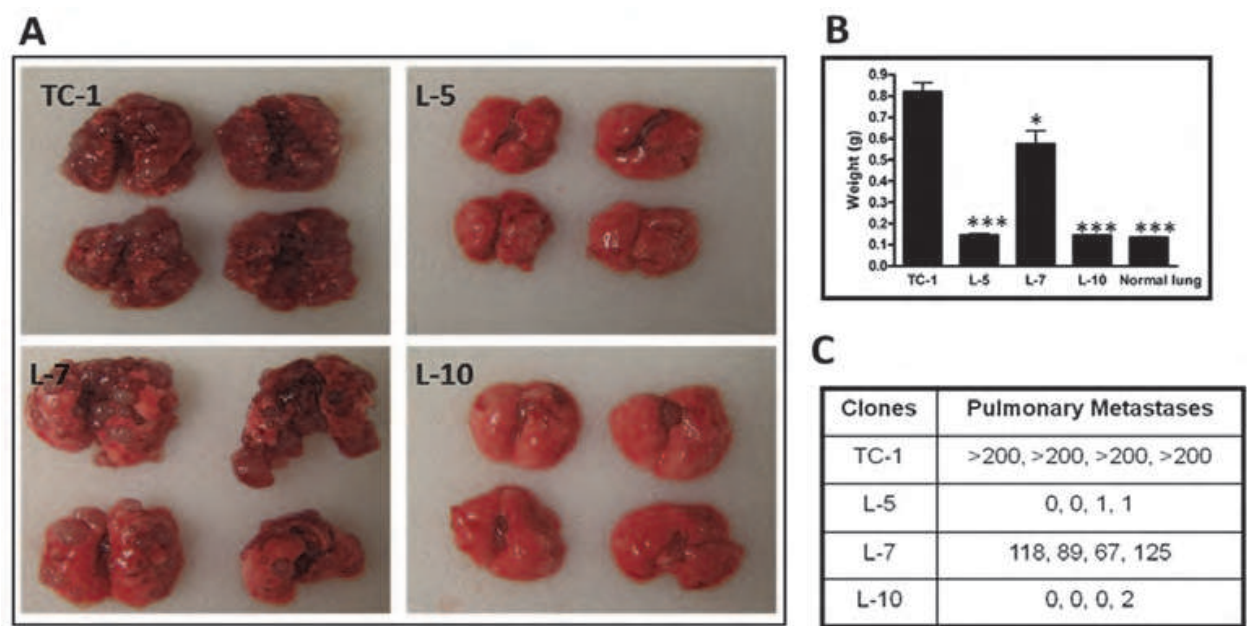 A
TC-1
L-5
L-7
L-10
B
Weight (g)
0.9
0.8
0.7
0.6
0.5
0.4
0.3
0.2
0.1
0.0
***
*
***
***
TC-1 L-5 L-7 L-10 Normal lung
C
Clones Pulmonary Metastases
TC-1 >200, >200, >200, >200
L-5 0, 0, 1, 1
L-7 118, 89, 67, 125
L-10 0, 0, 0, 2